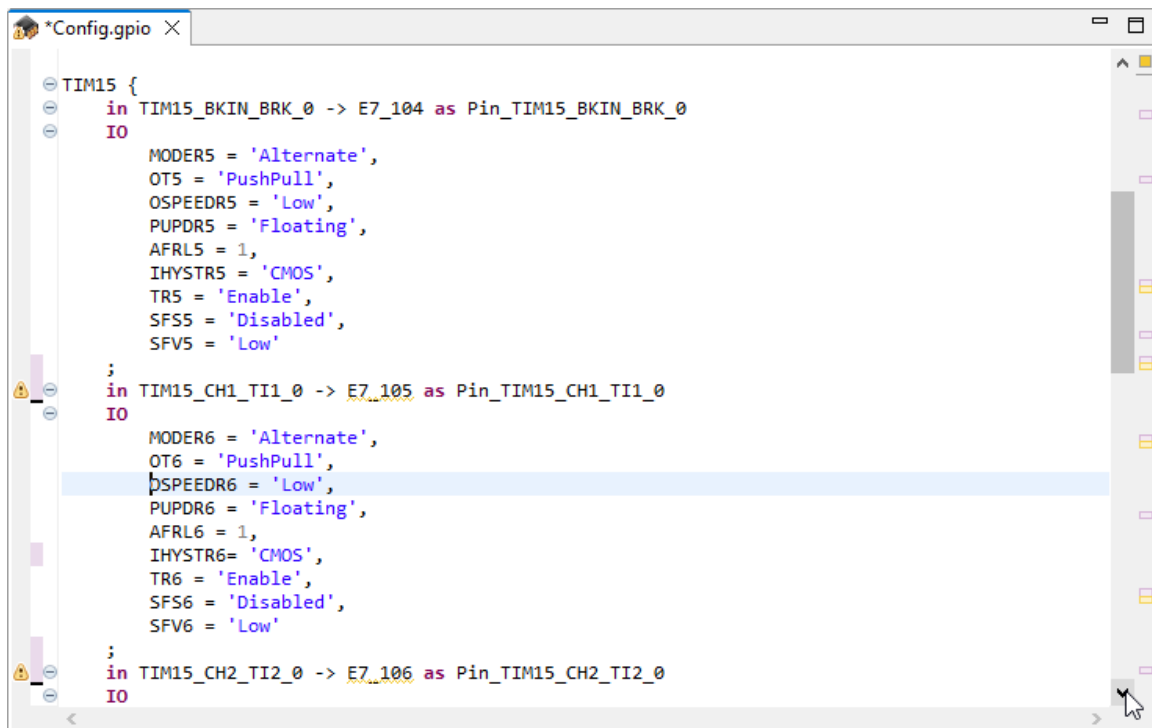 *Config.gpio
TIM15 {
in TIM15_BKIN_BRK_0 -> E7_104 as Pin_TIM15_BKIN_BRK_0
IO
MODER5 = 'Alternate',
OT5 = 'PushPull',
OSPEEDR5 = 'Low',
PUPDR5 = 'Floating',
AFRL5 = 1,
IHYSTR5 = 'CMOS',
TR5 = 'Enable',
SFS5 = 'Disabled',
SFV5 = 'Low'
;
in TIM15_CH1_TI1_0 -> E7_105 as Pin_TIM15_CH1_TI1_0
IO
MODER6 = 'Alternate',
OT6 = 'PushPull',
OSPEEDR6 = 'Low',
PUPDR6 = 'Floating',
AFRL6 = 1,
IHYSTR6= 'CMOS',
TR6 = 'Enable',
SFS6 = 'Disabled',
SFV6 = 'Low'
;
in TIM15_CH2_TI2_0 -> E7_106 as Pin_TIM15_CH2_TI2_0
IO